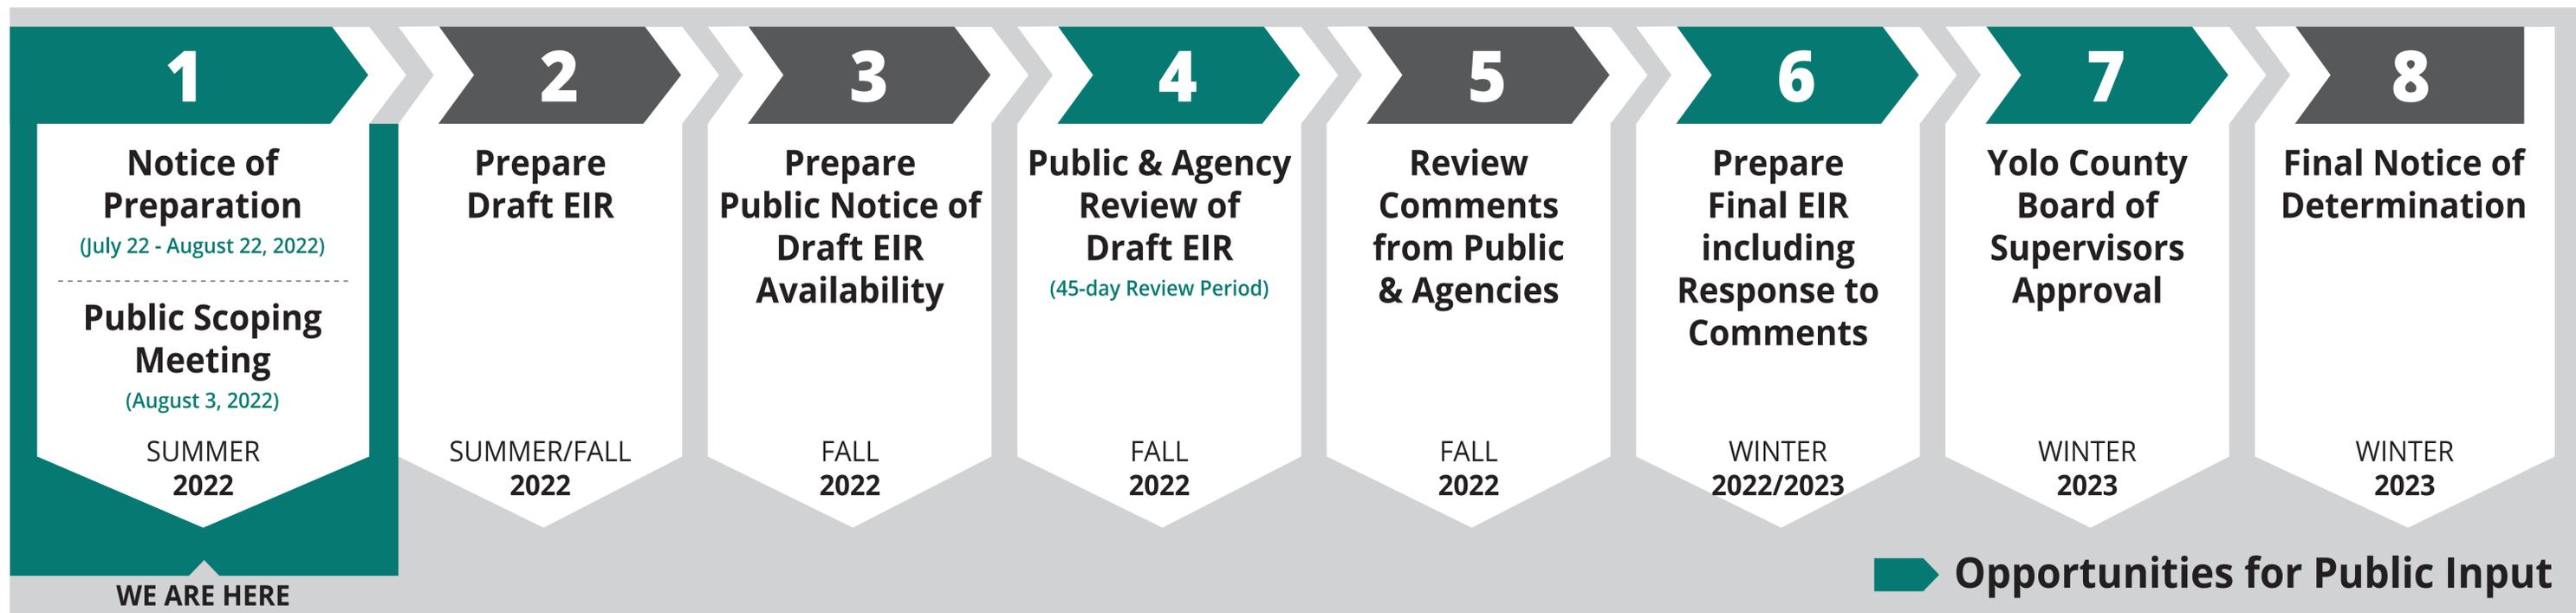 1
Notice of
Preparation
(July 22 - August 22, 2022)
Public Scoping
Meeting
(August 3, 2022)
SUMMER
2022
WE ARE HERE
2
Prepare
Draft EIR
SUMMER/FALL
2022
3
Prepare
Public Notice of
Draft EIR
Availability
FALL
2022
4
Public & Agency
Review of
Draft EIR
(45-day Review Period)
FALL
2022
5
Review
Comments
from Public
& Agencies
FALL
2022
6
Prepare
Final EIR
including
Response to
Comments
WINTER
2022/2023
7
Yolo County
Board of
Supervisors
Approval
WINTER
2023
8
Final Notice of
Determination
WINTER
2023
Opportunities for Public Input